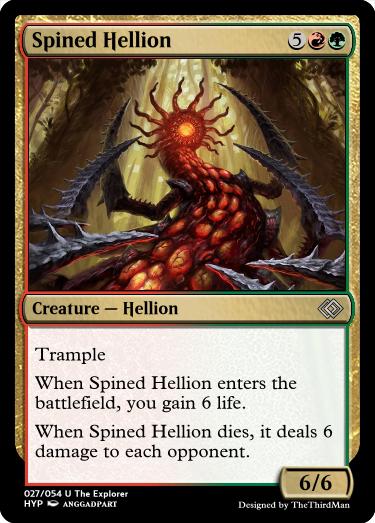 Spined Hellion 5
Creature — Hellion
Trample
When Spined Hellion enters the
battlefield, you gain 6 life.
When Spined Hellion dies, it deals 6
damage to each opponent.
6/6
027/054 U The Explorer
HYP ANGGADPART
Designed by TheThirdMan